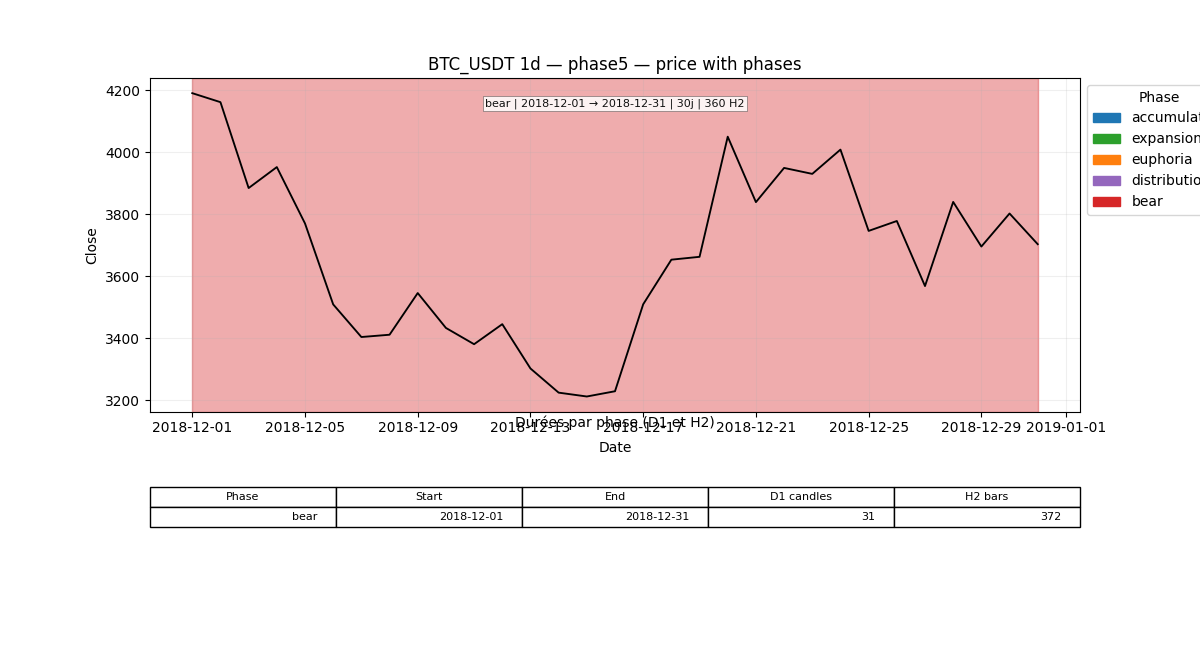 BTC_USDT 1d — phase5 — price with phases
4200
4000
3800
3600
3400
3200
Close
bear | 2018-12-01 → 2018-12-31 | 30j | 360 H2
Phase
accumulat
expansion
euphoria
distributio
bear
Durées par phase (D1 et H2)
2018-12-01 2018-12-05 2018-12-09 2018-12-13 2018-12-17 2018-12-21 2018-12-25 2018-12-29 2019-01-01
Date
Phase Start End D1 candles H2 bars
bear 2018-12-01 2018-12-31 31 372